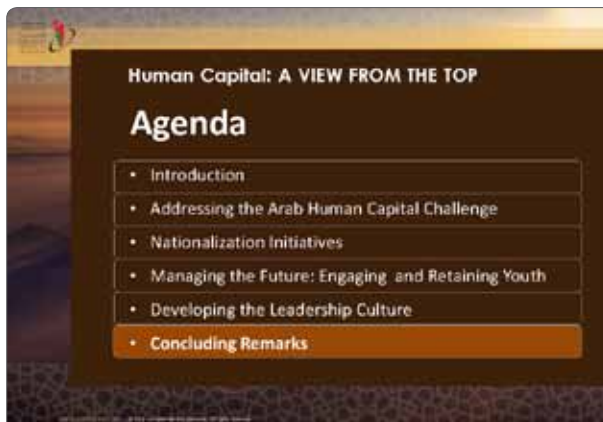 Human Capital: A VIEW FROM THE TOP
Agenda
• Introduction
• Addressing the Arab Human Capital Challenge
• Nationalization Initiatives
• Managing the Future: Engaging and Retaining Youth
• Developing the Leadership Culture
• Concluding Remarks